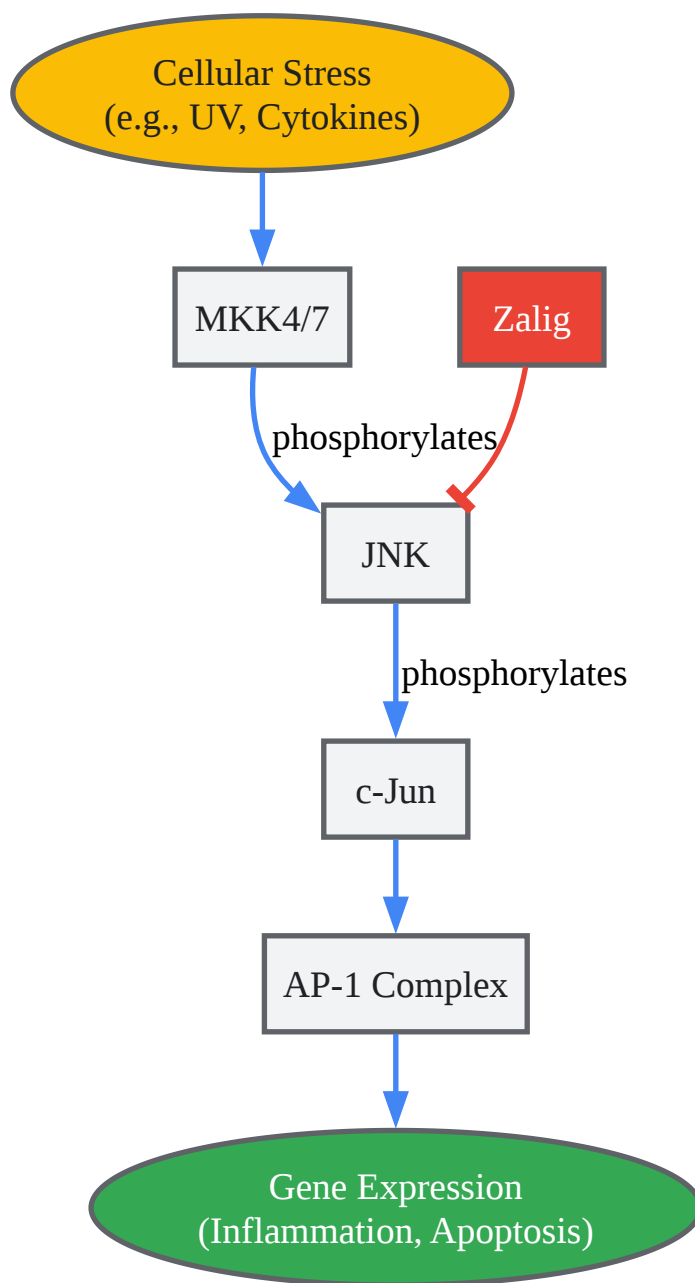 Cellular Stress
(e.g., UV, Cytokines)
MKK4/7
Zalig
phosphorylates
JNK
phosphorylates
c-Jun
AP-1 Complex
Gene Expression
(Inflammation, Apoptosis)